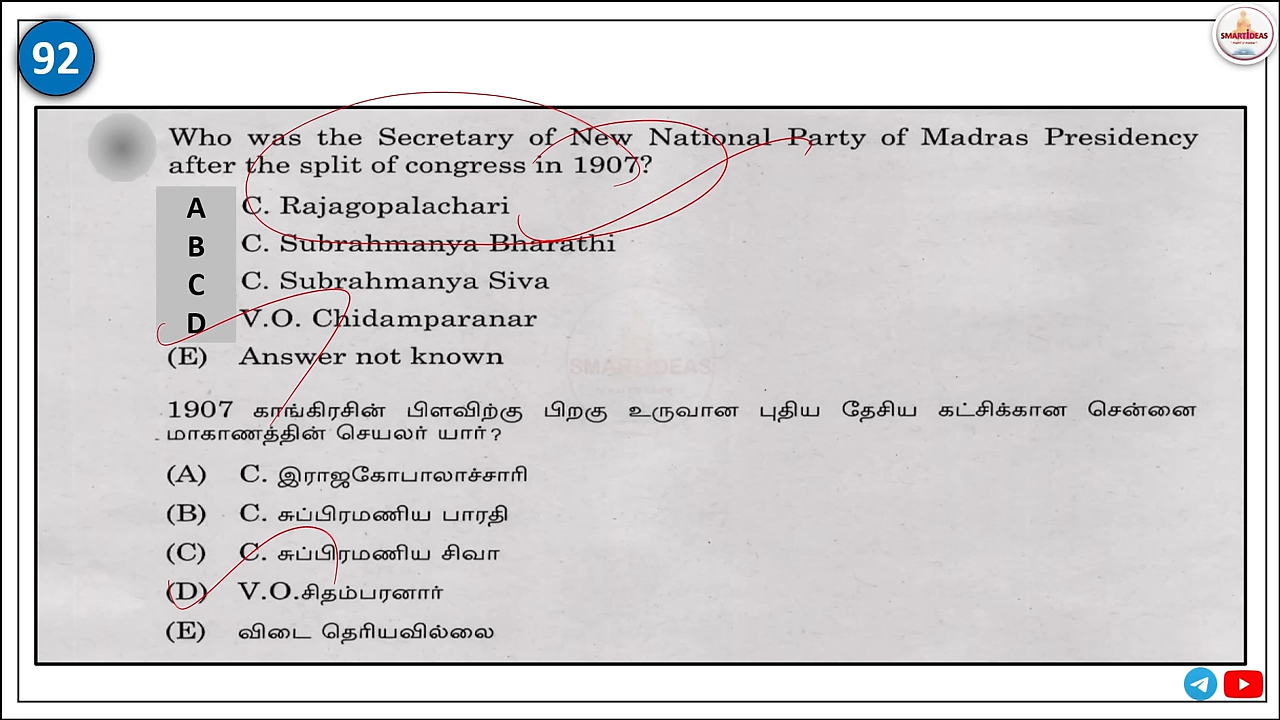 92
SMARTIDEAS
Who was the Secretary of New National Party of Madras Presidency
after the split of congress in 1907?
A C. Rajagopalachari
B C. Subrahmanya Bharathi
C C. Subrahmanya Siva
D V.O. Chidamparanar
(E) Answer not known
SMARTIDEAS
1907 காங்கிரசின் பிளவிற்கு பிறகு உருவான புதிய தேசிய கட்சிக்கான சென்னை
மாகாணத்தின் செயலர் யார்?
(A) C. இராஜகோபாலாச்சாரி
(B) C. சுப்பிரமணிய பாரதி
(C) C. சுப்பிரமணிய சிவா
(D) V.O.சிதம்பரனார்
(E) விடை தெரியவில்லை